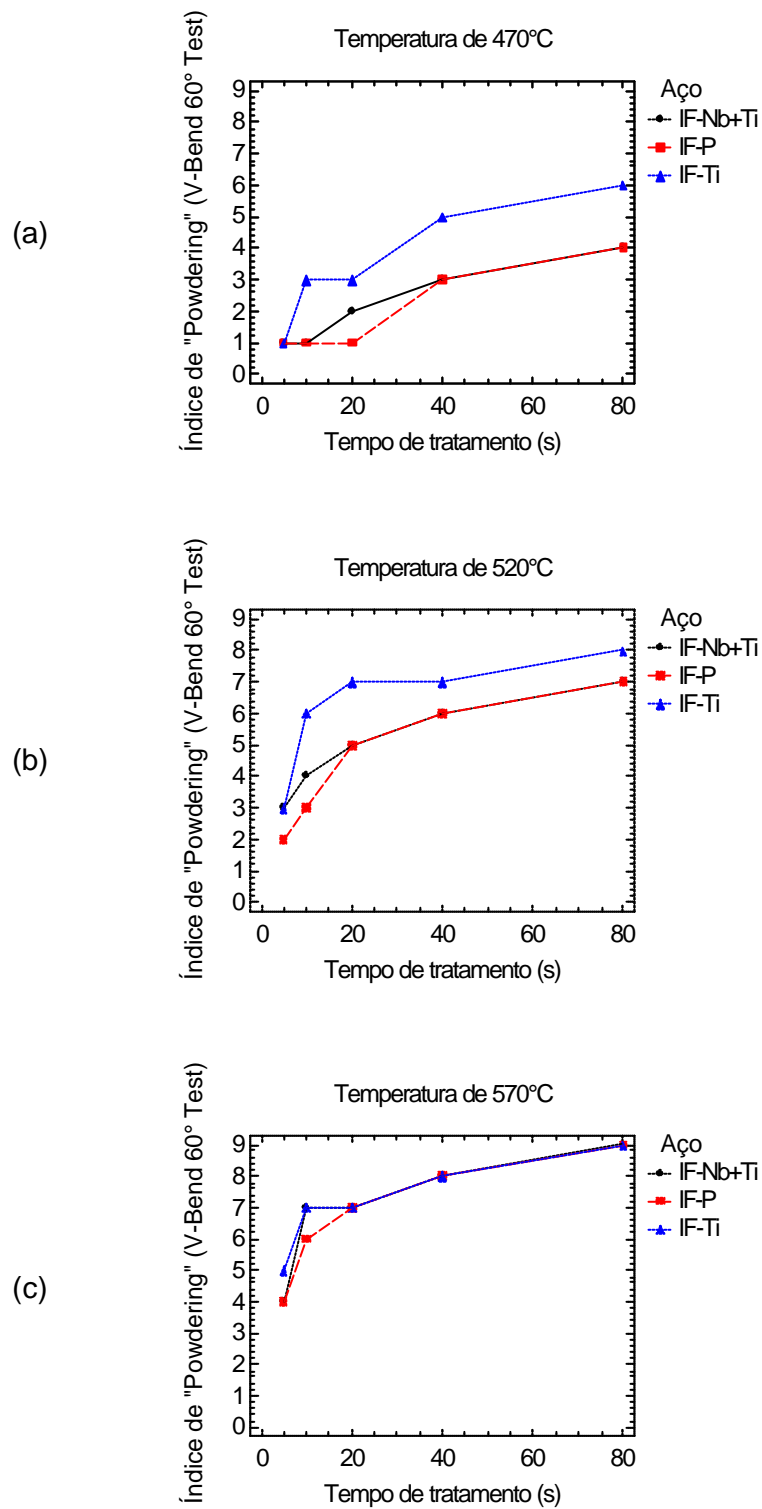 Temperatura de 470°C
(a)
Índice de "Powdering" (V-Bend 60° Test)
9
8
7
6
5
4
3
2
1
0
0 20 40 60 80
Tempo de tratamento (s)
Aço
IF-Nb+Ti
IF-P
IF-Ti
Temperatura de 520°C
(b)
Índice de "Powdering" (V-Bend 60° Test)
9
8
7
6
5
4
3
2
1
0
0 20 40 60 80
Tempo de tratamento (s)
Aço
IF-Nb+Ti
IF-P
IF-Ti
Temperatura de 570°C
(c)
Índice de "Powdering" (V-Bend 60° Test)
9
8
7
6
5
4
3
2
1
0
0 20 40 60 80
Tempo de tratamento (s)
Aço
IF-Nb+Ti
IF-P
IF-Ti